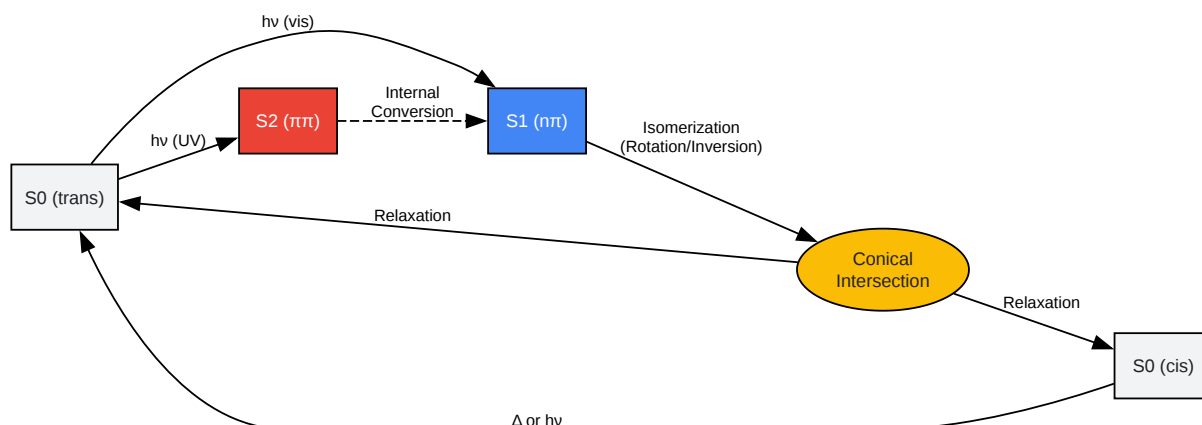 hν (vis)
Internal
Conversion
S2 (ππ)
S1 (nπ)
hν (UV)
Isomerization
(Rotation/Inversion)
S0 (trans)
Relaxation
Conical
Intersection
Relaxation
S0 (cis)
Δ or hν